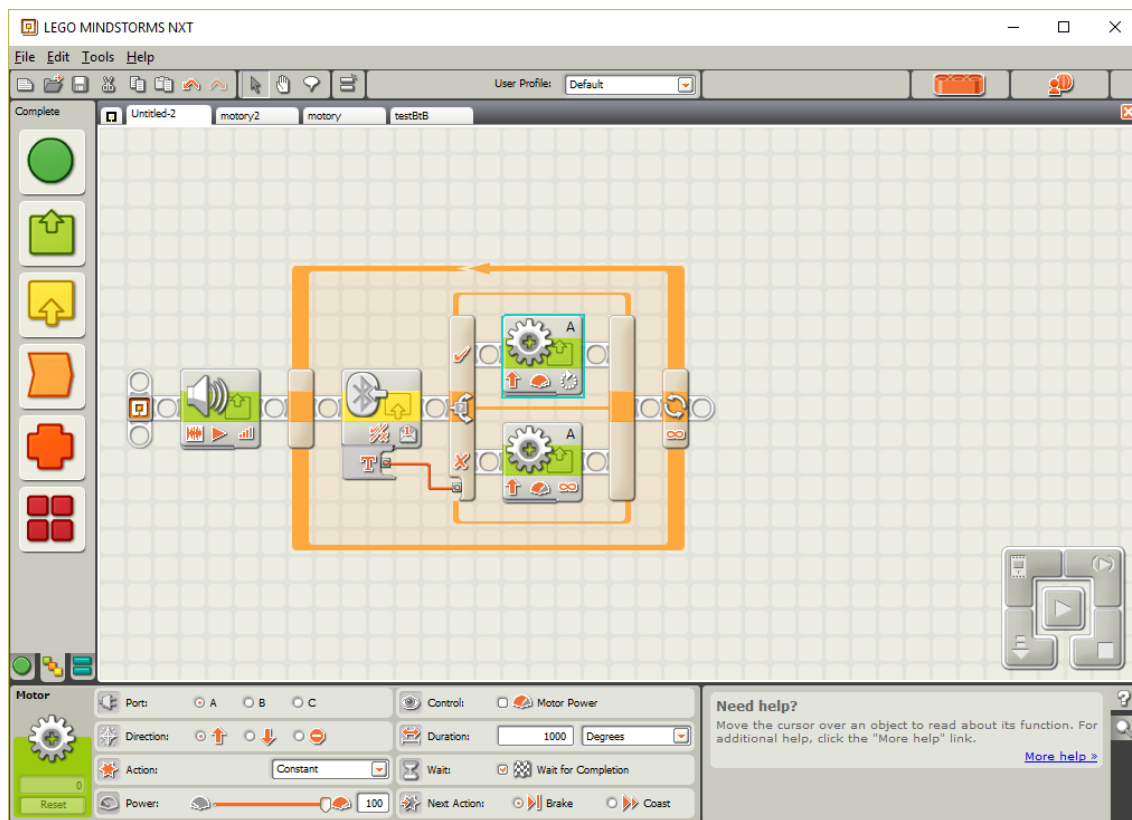 LEGO MINDSTORMS NXT
File Edit Tools Help
User Profile: Default
Complete
Untitled-2 motory2 motory testBtB
A
1
T
A
Motor
0
Reset
Port: A B C
Direction:
Action: Constant
Power: 100
Control: Motor Power
Duration: 1000 Degrees
Wait: Wait for Completion
Next Action: Brake Coast
Need help?
Move the cursor over an object to read about its function. For
additional help, click the "More help" link.
More help »
?